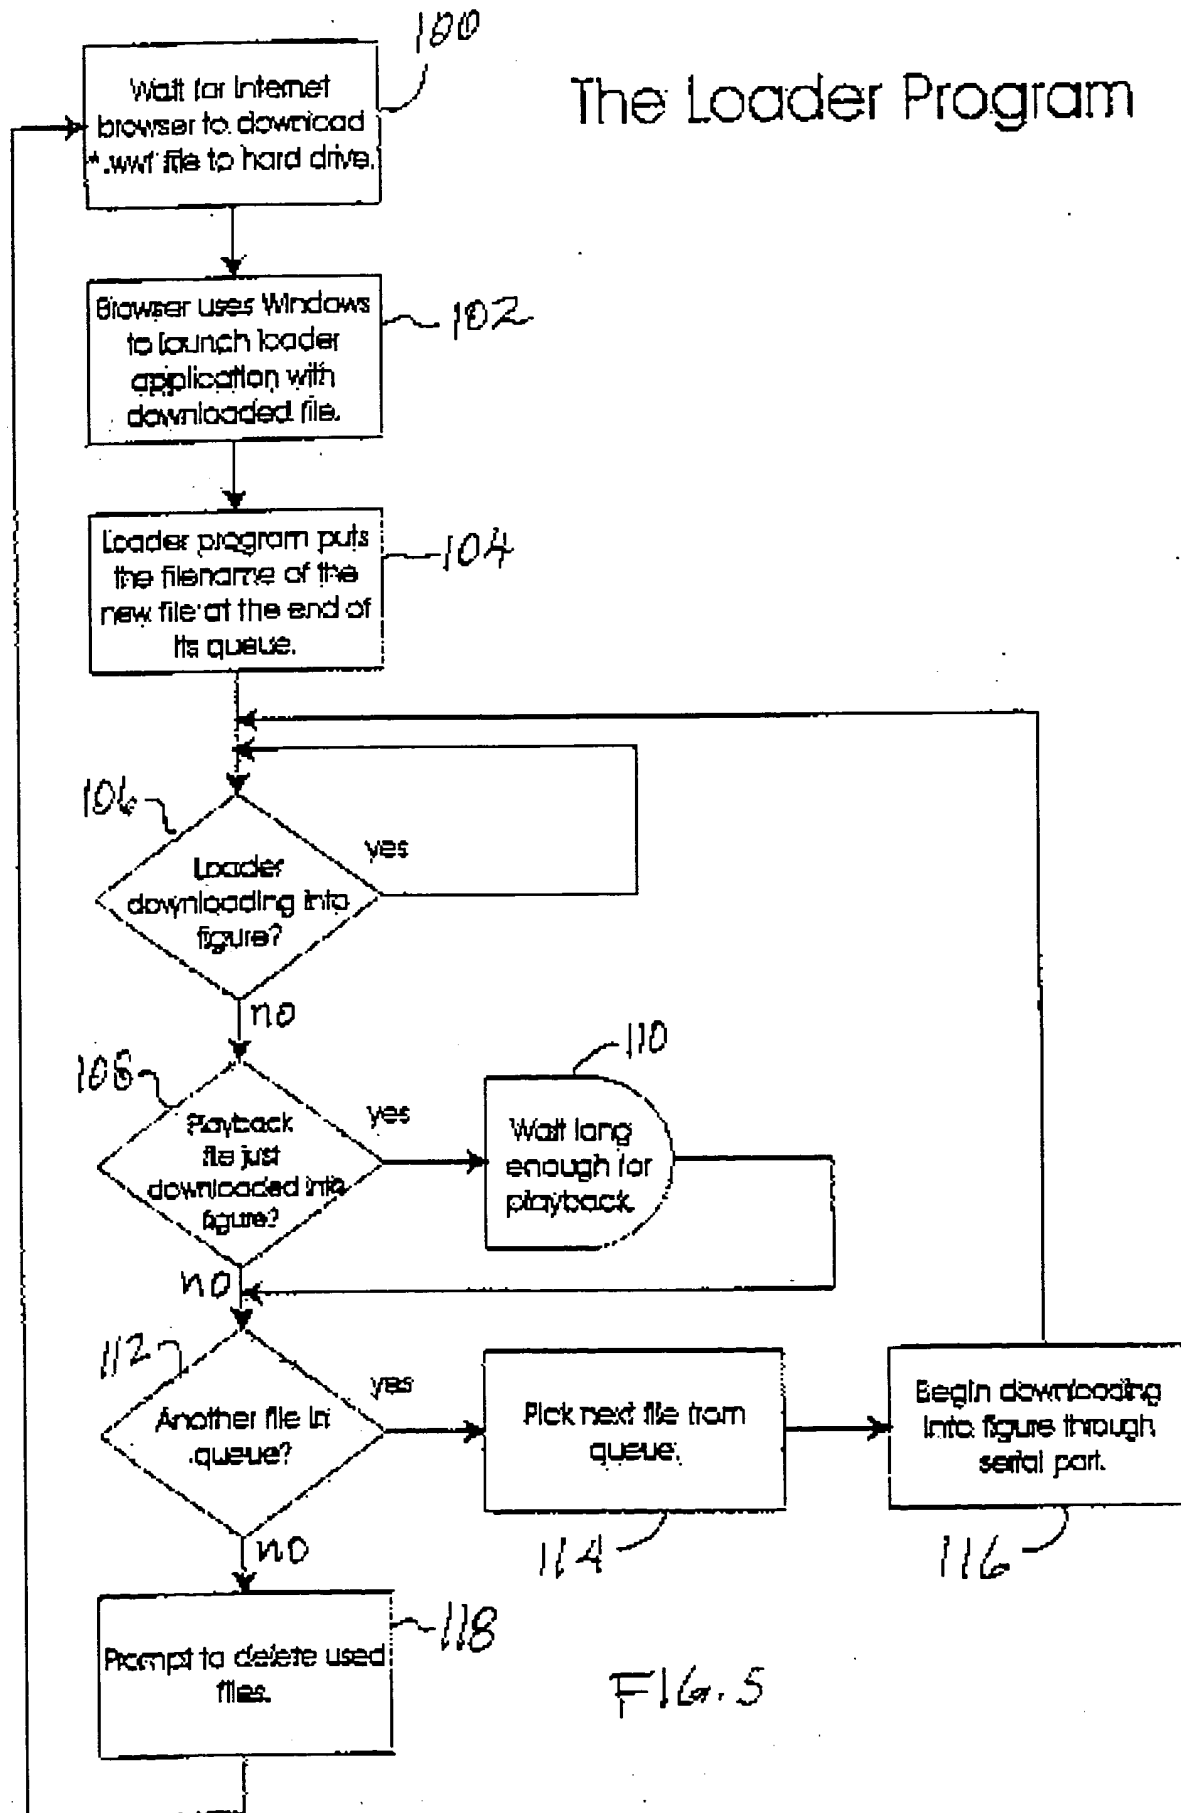 100
The Loader Program
Wait for Internet
browser to download
*.wwf file to hard drive.
Browser uses Windows
to launch loader
application with
downloaded file.
102
Loader program puts
the filename of the
new file at the end of
its queue.
104
106
yes
Loader
downloading into
figure?
no
108
yes
Playback
file just
downloaded into
figure?
110
Wait long
enough for
playback.
no
112
yes
Another file in
queue?
Pick next file from
queue.
114
Begin downloading
into figure through
serial port.
116
no
Prompt to delete used
files.
118
FIG. 5